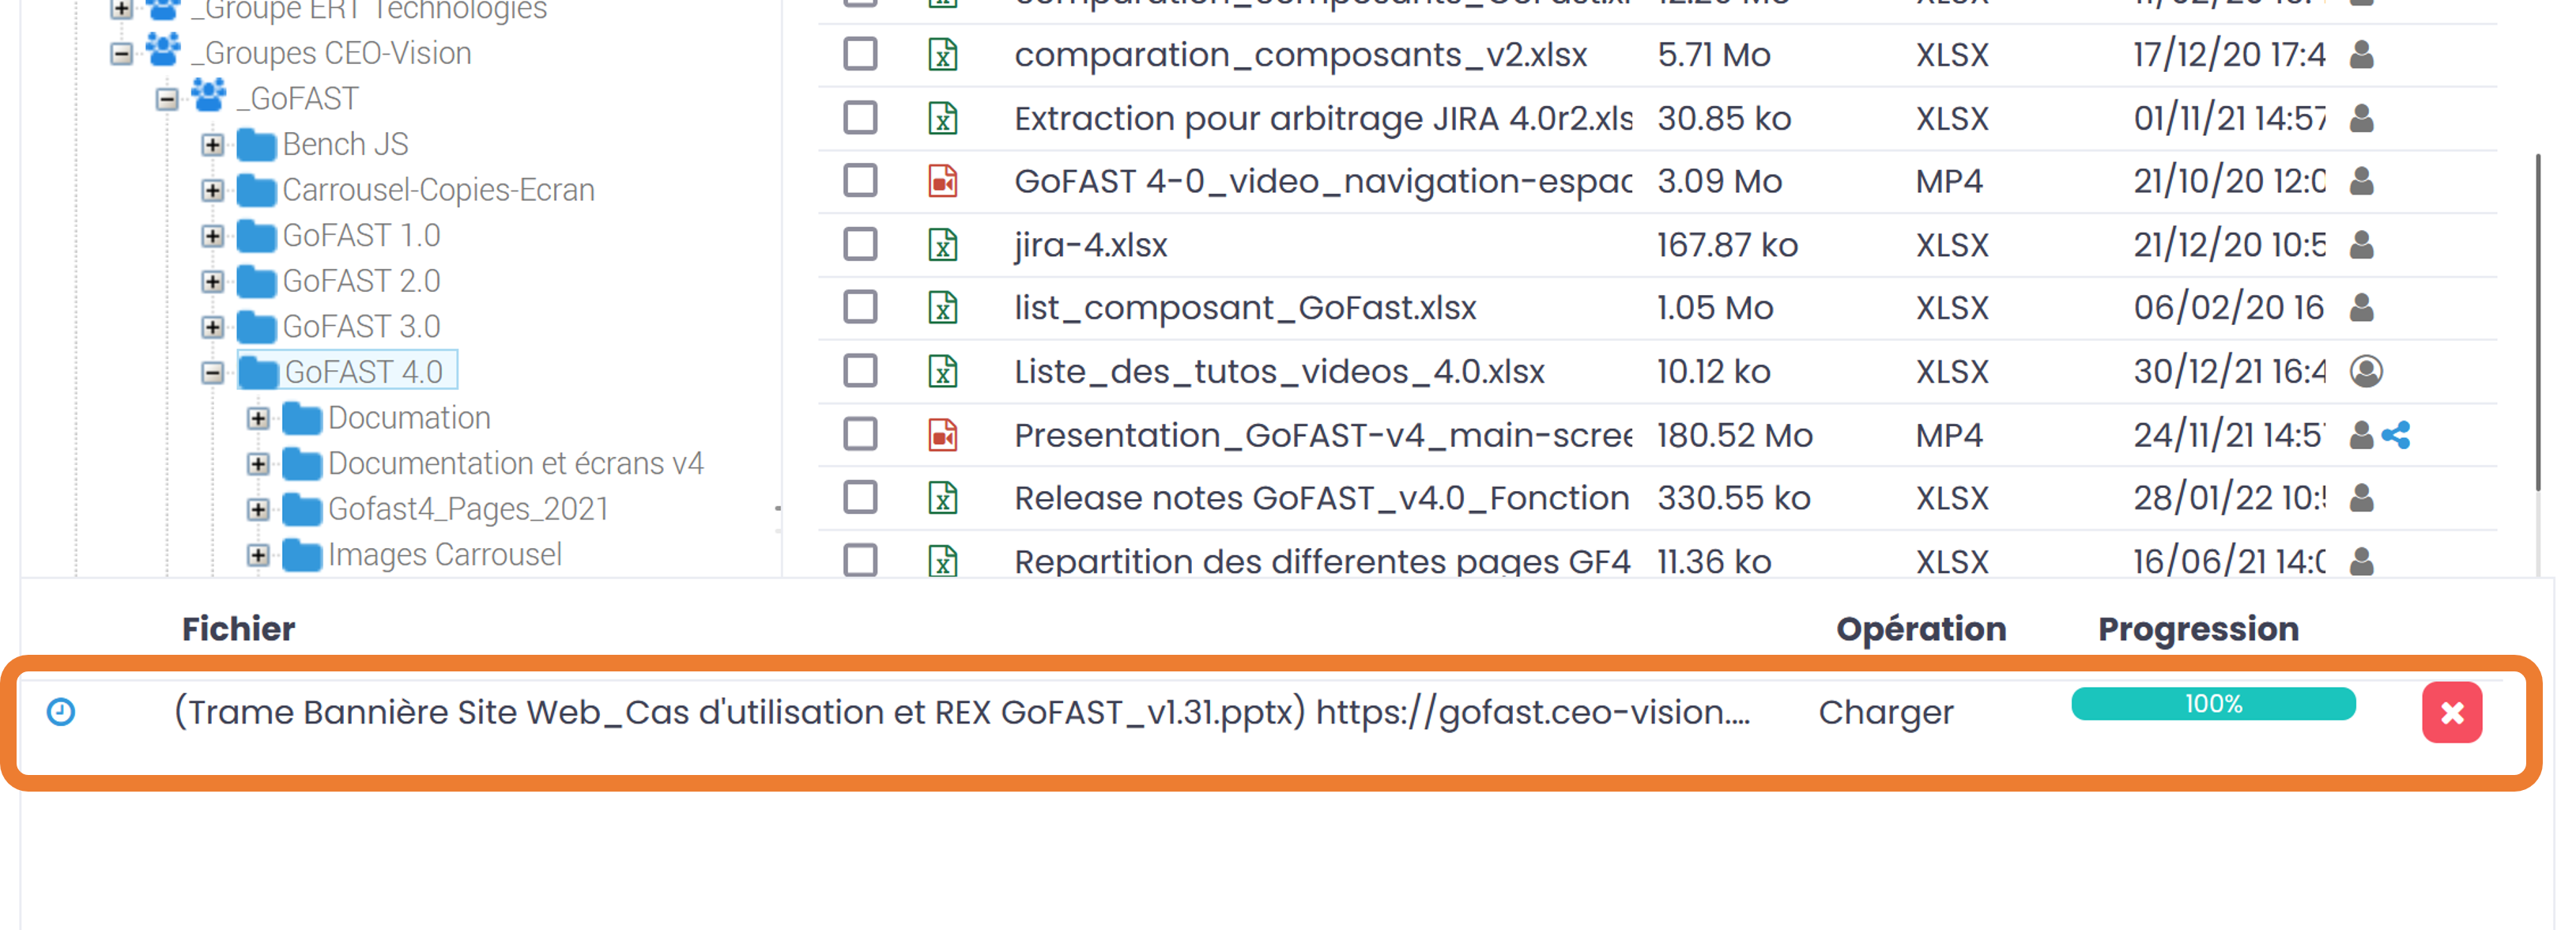 _Groupe ERT Technologies
_Groupes CEO-Vision
_GoFAST
Bench JS
Carrousel-Copies-Ecran
GoFAST 1.0
GoFAST 2.0
GoFAST 3.0
GoFAST 4.0
Documation
Documentation et écrans v4
Gofast4_Pages_2021
Images Carrousel
comparation_composants_v2.xlsx 5.71 Mo XLSX 17/12/20 17:4
Extraction pour arbitrage JIRA 4.0r2.xls 30.85 ko XLSX 01/11/21 14:57
GoFAST 4-0_video_navigation-espac 3.09 Mo MP4 21/10/20 12:0
jira-4.xlsx 167.87 ko XLSX 21/12/20 10:5
list_composant_GoFast.xlsx 1.05 Mo XLSX 06/02/20 16
Liste_des_tutos_videos_4.0.xlsx 10.12 ko XLSX 30/12/21 16:4
Presentation_GoFAST-v4_main-scree 180.52 Mo MP4 24/11/21 14:5
Release notes GoFAST_v4.0_Fonction 330.55 ko XLSX 28/01/22 10:
Repartition des differentes pages GF4 11.36 ko XLSX 16/06/21 14:0
Fichier Opération Progression
(Trame Bannière Site Web_Cas d'utilisation et REX GoFAST_v1.31.pptx) https://gofast.ceo-vision.... Charger 100%